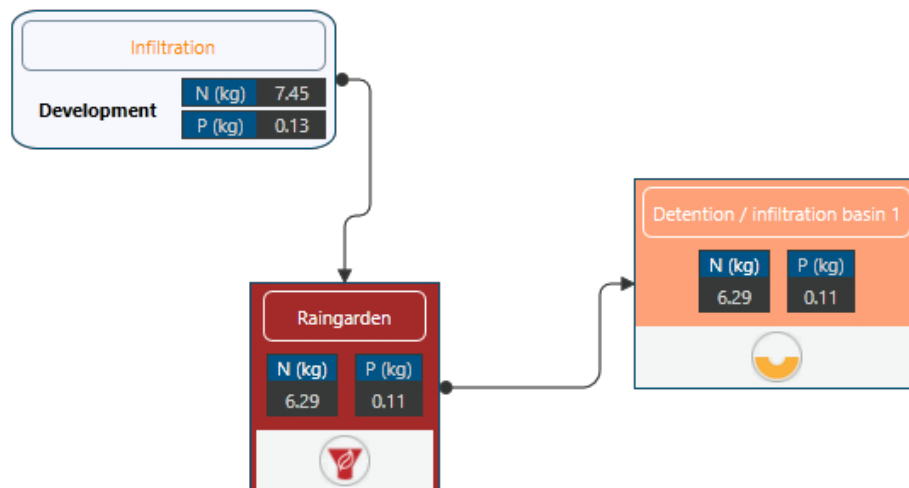 Infiltration
Development
N (kg) 7.45
P (kg) 0.13
Raingarden
N (kg) P (kg)
6.29 0.11
Detention / infiltration basin 1
N (kg) P (kg)
6.29 0.11